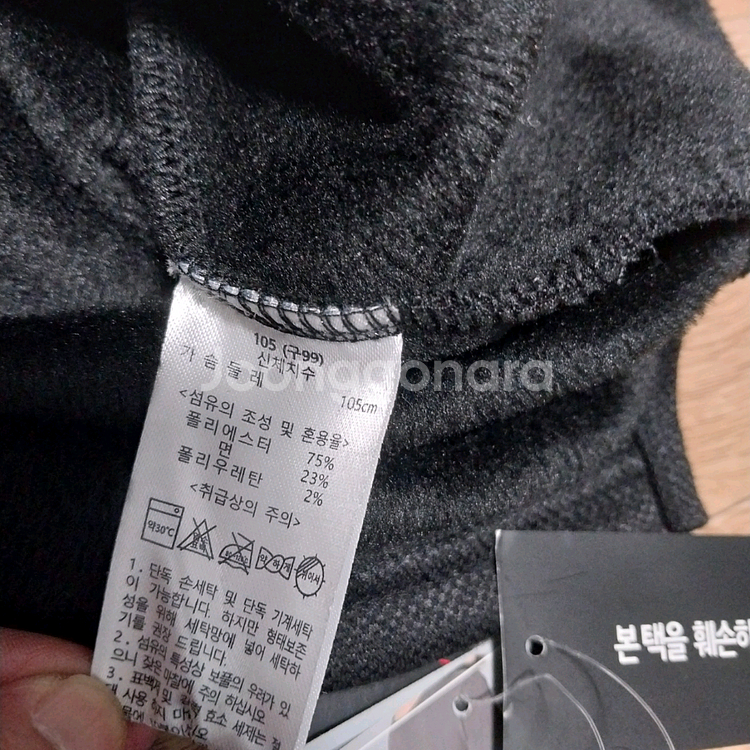 105 (구99)
신체치수
가슴둘레
105cm
<섬유의 조성 및 혼용율>
폴리에스터 75%
면 23%
폴리우레탄 2%
<취급상의 주의>
약30℃
1. 단독 손세탁 및 단독 기계세탁
이 가능합니다. 하지만 형태보존
성을 위해 세탁망에 넣어 세탁하
기를 권장 드립니다.
2. 섬유의 특성상 보풀의 우려가 있
으니 잦은 마찰에 주의 하십시오
3. 표백
효소 세제는
사용
Joonggonara
본 택을 훼손하